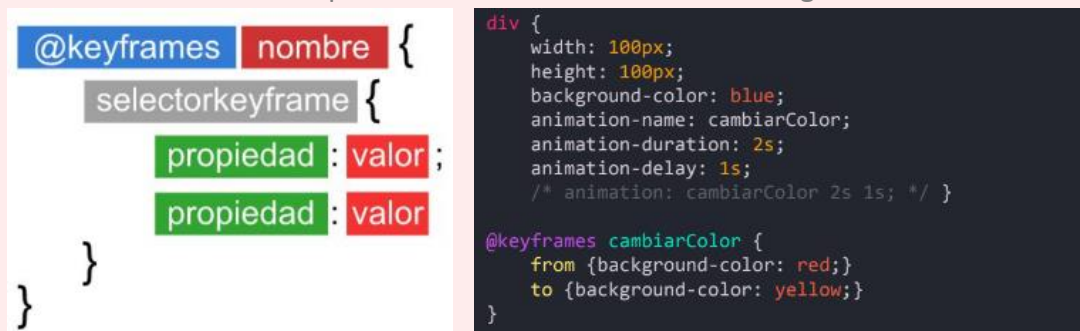 @keyframes nombre {
selectorkeyframe {
propiedad : valor ;
propiedad : valor
}
}
div {
width: 100px;
height: 100px;
background-color: blue;
animation-name: cambiarColor;
animation-duration: 2s;
animation-delay: 1s;
/* animation: cambiarColor 2s 1s; */ }
@keyframes cambiarColor {
from {background-color: red;}
to {background-color: yellow;}
}